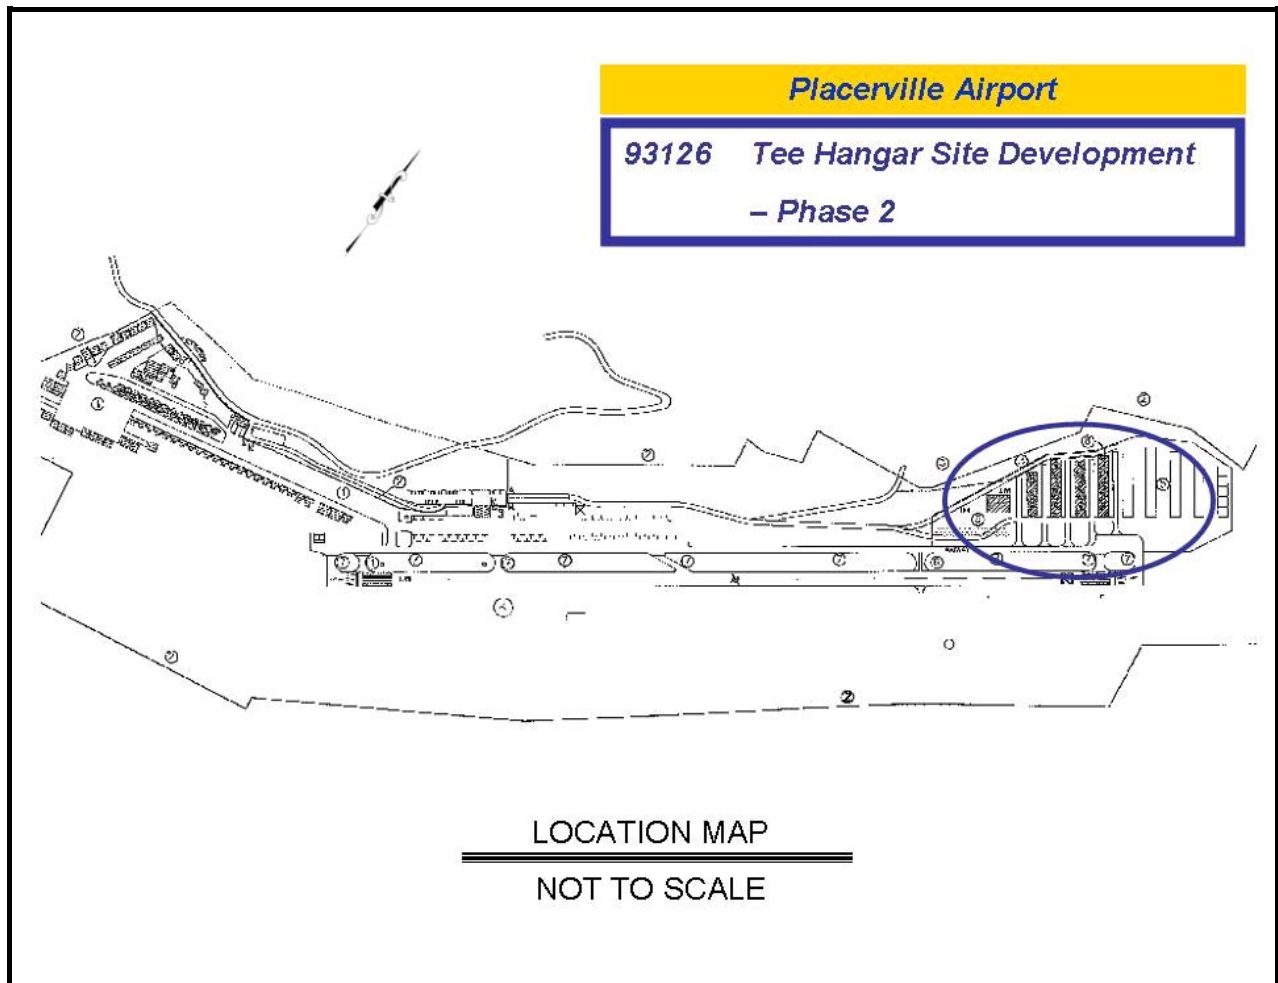 Placerville Airport
93126 Tee Hangar Site Development
– Phase 2
LOCATION MAP
NOT TO SCALE